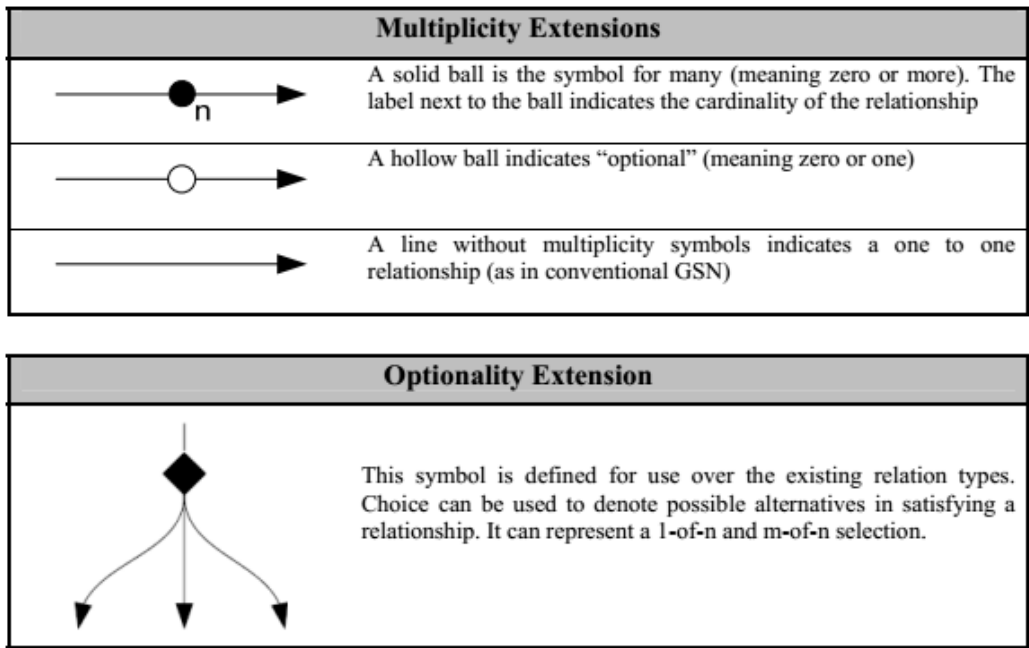 Multiplicity Extensions
A solid ball is the symbol for many (meaning zero or more). The
label next to the ball indicates the cardinality of the relationship
n
A hollow ball indicates “optional” (meaning zero or one)
A line without multiplicity symbols indicates a one to one
relationship (as in conventional GSN)
Optionality Extension
This symbol is defined for use over the existing relation types.
Choice can be used to denote possible alternatives in satisfying a
relationship. It can represent a 1-of-n and m-of-n selection.